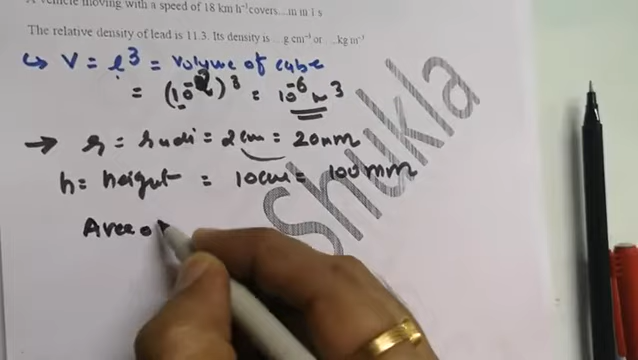 A vehicle moving with a speed of 18 km h⁻¹ covers....m in 1 s
The relative density of lead is 11.3. Its density is ....g cm⁻³ or ....kg m⁻³
↳ V = l³ = Volume of cube
= (10⁻²)³ = 10⁻⁶ m³
→ r = radi = 2cm = 20mm
h = height = 10cm = 100mm
Area of
Shukla